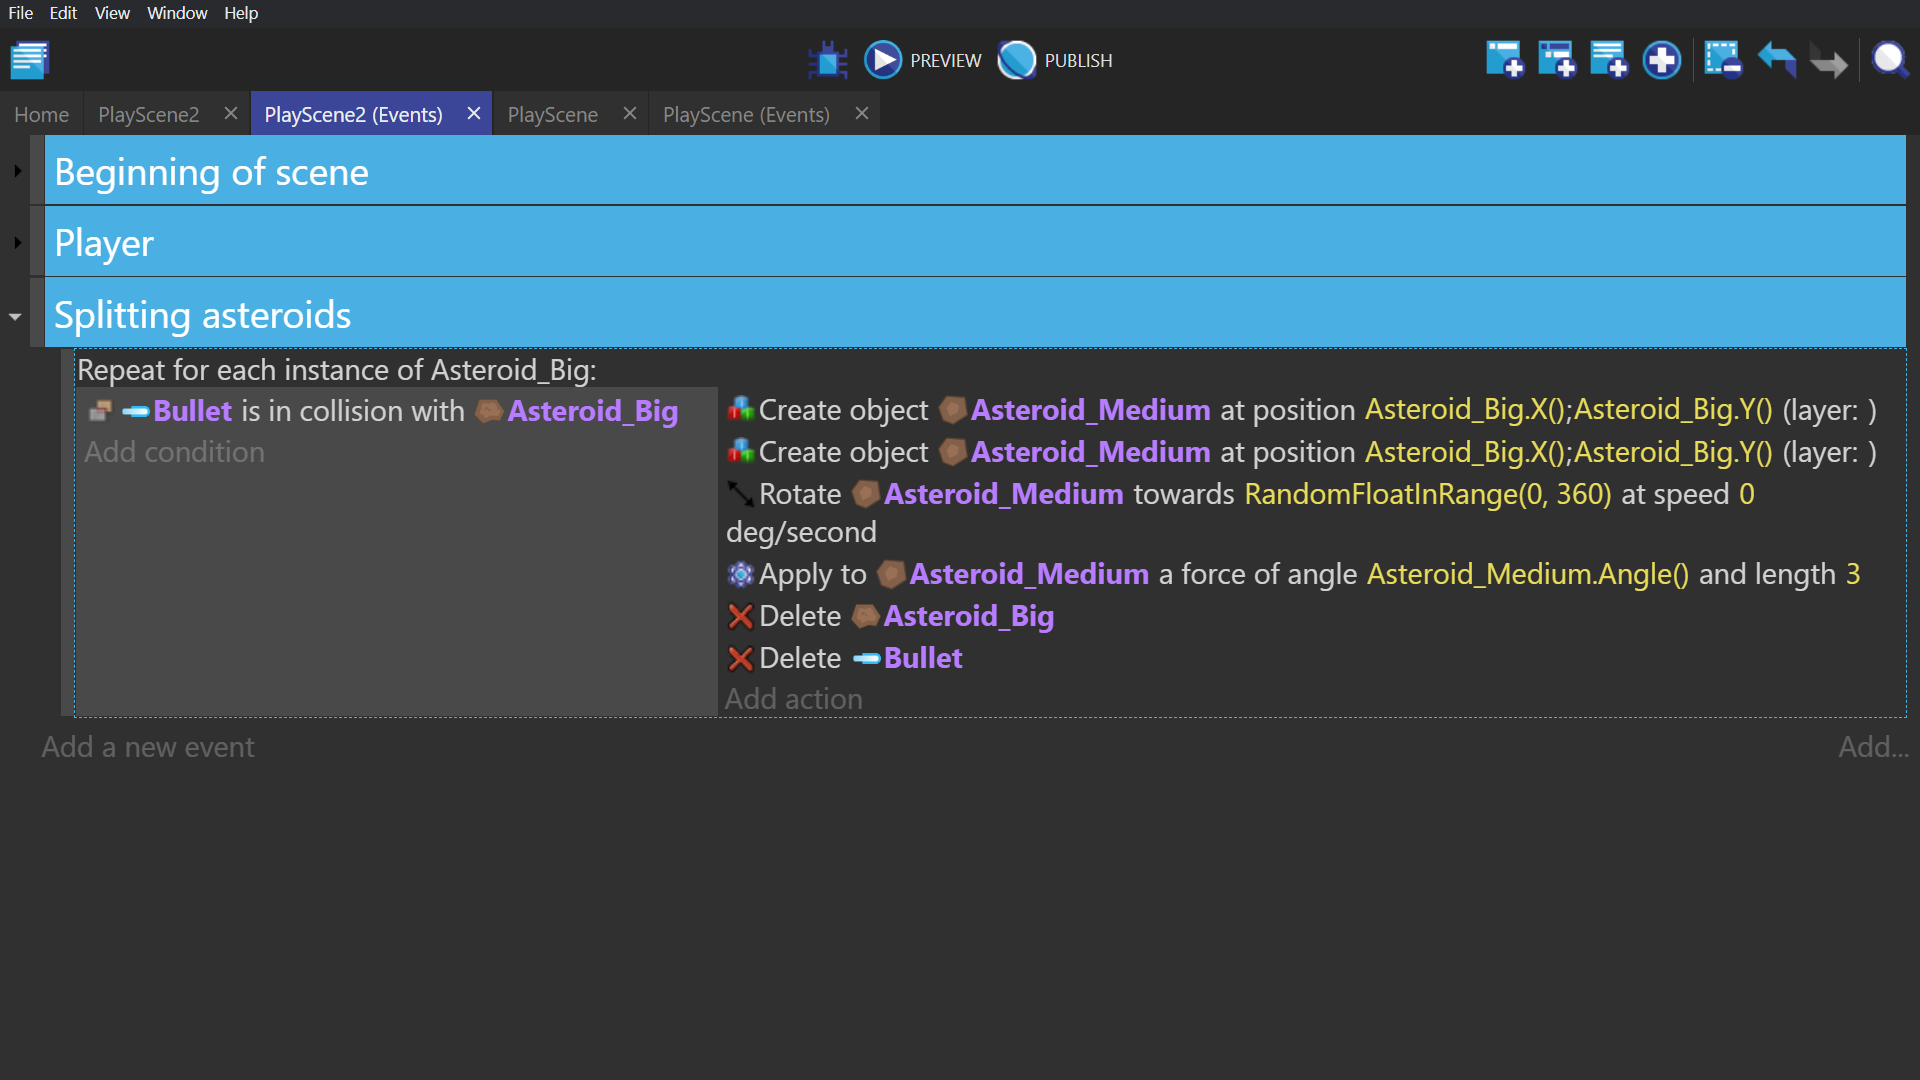 File Edit View Window Help
PREVIEW PUBLISH
Home PlayScene2 PlayScene2 (Events) PlayScene PlayScene (Events)
Beginning of scene
Player
Splitting asteroids
Repeat for each instance of Asteroid_Big:
Bullet is in collision with Asteroid_Big
Add condition
Create object Asteroid_Medium at position Asteroid_Big.X();Asteroid_Big.Y() (layer: )
Create object Asteroid_Medium at position Asteroid_Big.X();Asteroid_Big.Y() (layer: )
Rotate Asteroid_Medium towards RandomFloatInRange(0, 360) at speed 0
deg/second
Apply to Asteroid_Medium a force of angle Asteroid_Medium.Angle() and length 3
Delete Asteroid_Big
Delete Bullet
Add action
Add a new event Add...